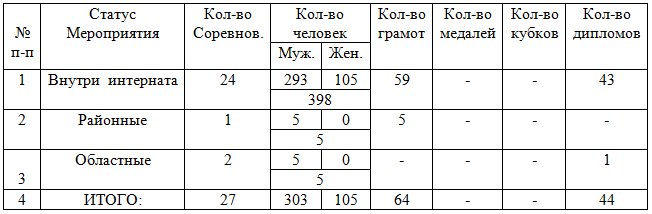 № п-п Статус Мероприятия Кол-во Соревнов. Кол-во человек Кол-во грамот Кол-во медалей Кол-во кубков Кол-во дипломов
Муж. Жен.
1 Внутри интерната 24 293 105 59 - - 43
398
2 Районные 1 5 0 5 - - -
5
3 Областные 2 5 0 - - - 1
5
4 ИТОГО: 27 303 105 64 - - 44